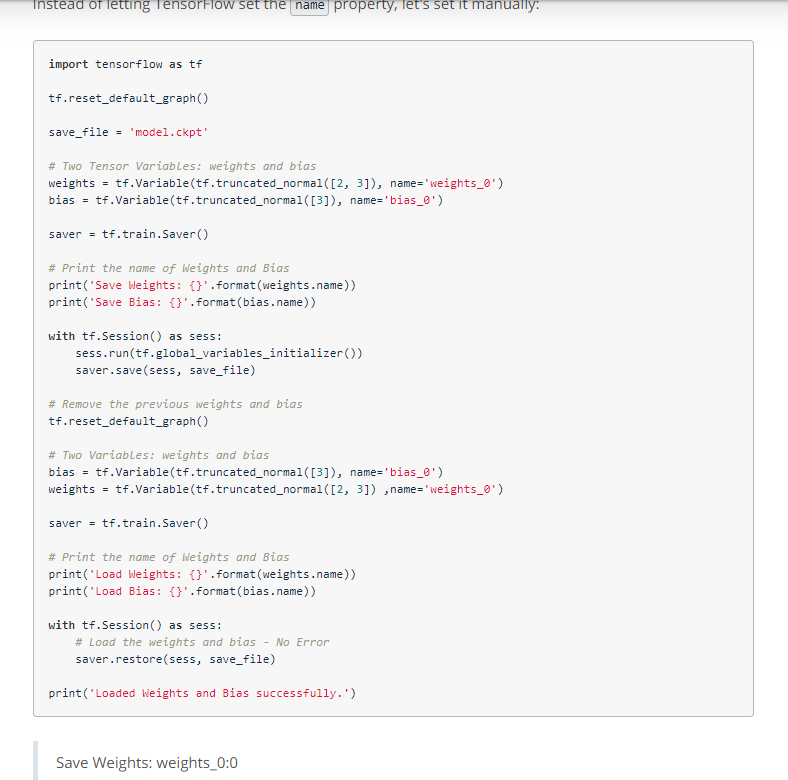 Instead of letting TensorFlow set the name property, let's set it manually:
import tensorflow as tf
tf.reset_default_graph()
save_file = 'model.ckpt'
# Two Tensor Variables: weights and bias
weights = tf.Variable(tf.truncated_normal([2, 3]), name='weights_0')
bias = tf.Variable(tf.truncated_normal([3]), name='bias_0')
saver = tf.train.Saver()
# Print the name of Weights and Bias
print('Save Weights: {}'.format(weights.name))
print('Save Bias: {}'.format(bias.name))
with tf.Session() as sess:
    sess.run(tf.global_variables_initializer())
    saver.save(sess, save_file)
# Remove the previous weights and bias
tf.reset_default_graph()
# Two Variables: weights and bias
bias = tf.Variable(tf.truncated_normal([3]), name='bias_0')
weights = tf.Variable(tf.truncated_normal([2, 3]) ,name='weights_0')
saver = tf.train.Saver()
# Print the name of Weights and Bias
print('Load Weights: {}'.format(weights.name))
print('Load Bias: {}'.format(bias.name))
with tf.Session() as sess:
    # Load the weights and bias - No Error
    saver.restore(sess, save_file)
print('Loaded Weights and Bias successfully.')
Save Weights: weights_0:0